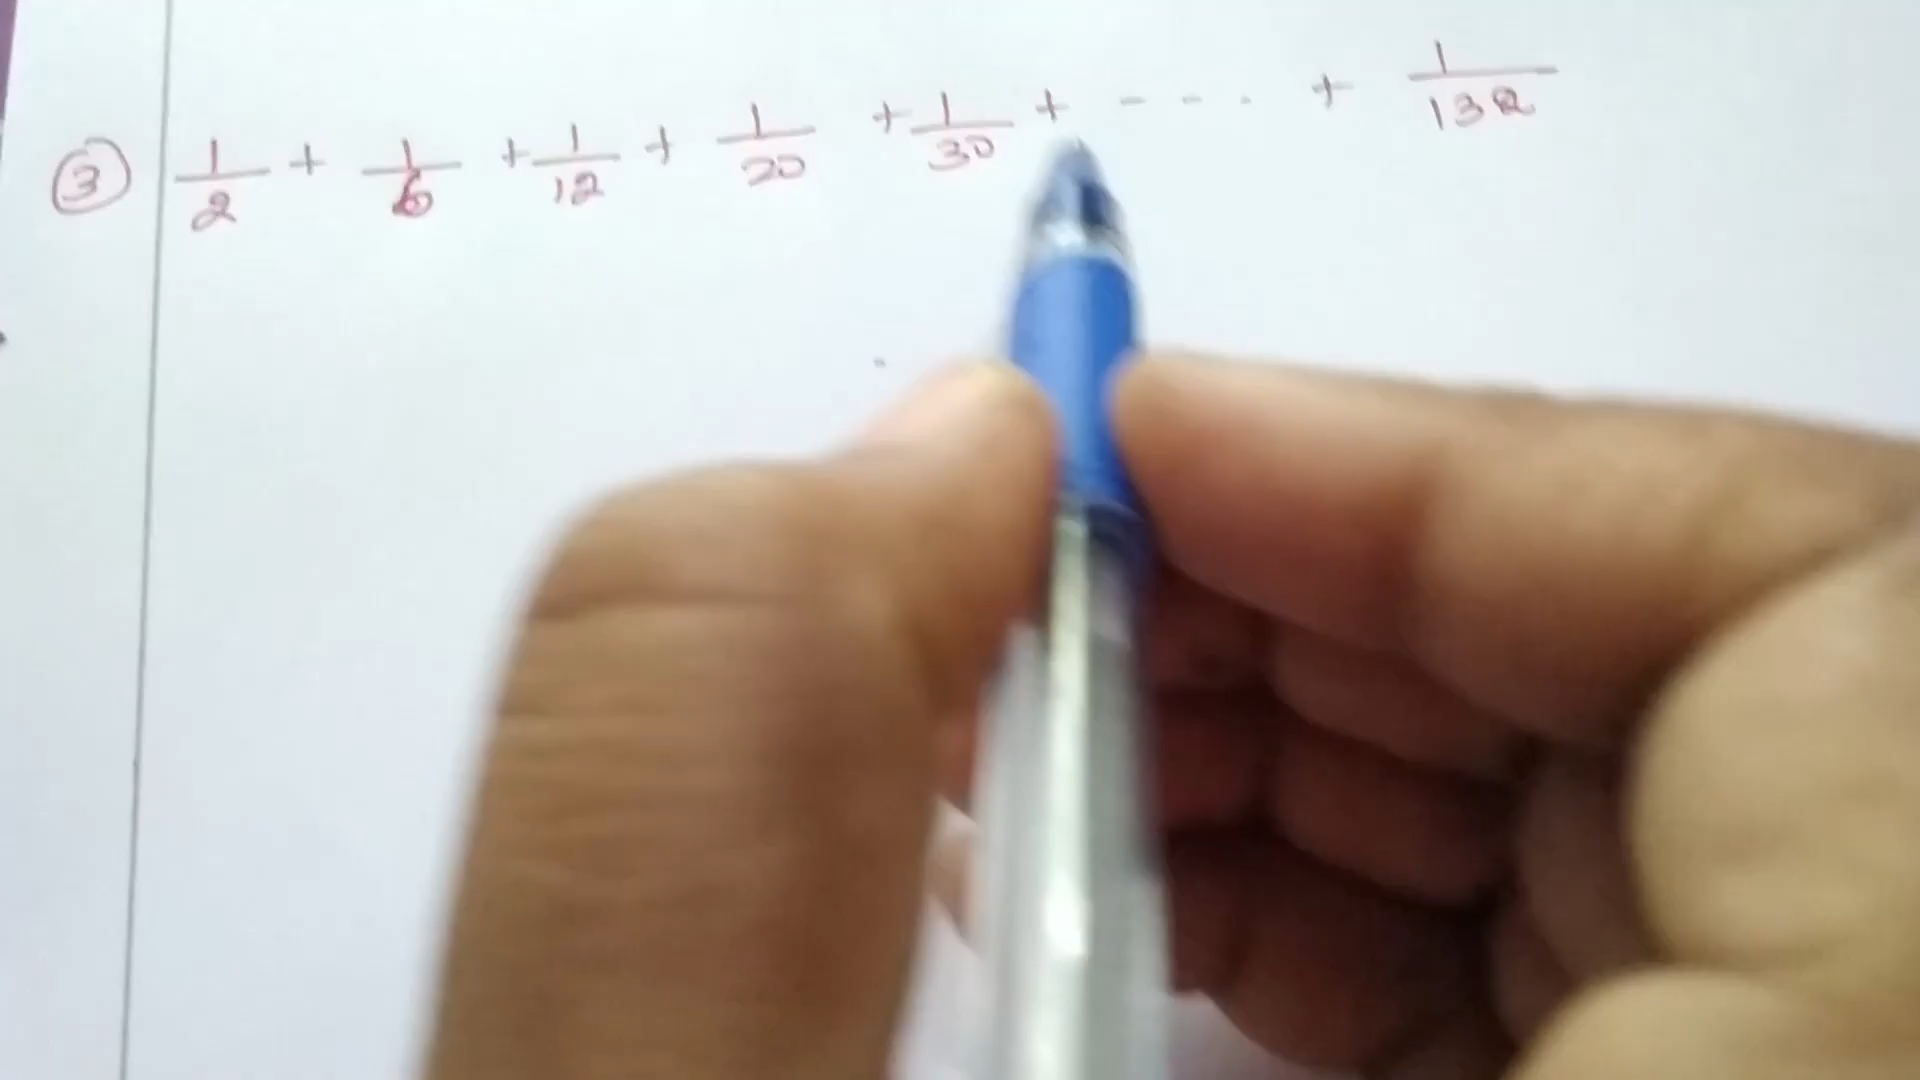 ③ 1/2 + 1/6 + 1/12 + 1/20 + 1/30 + - - - . + 1/132